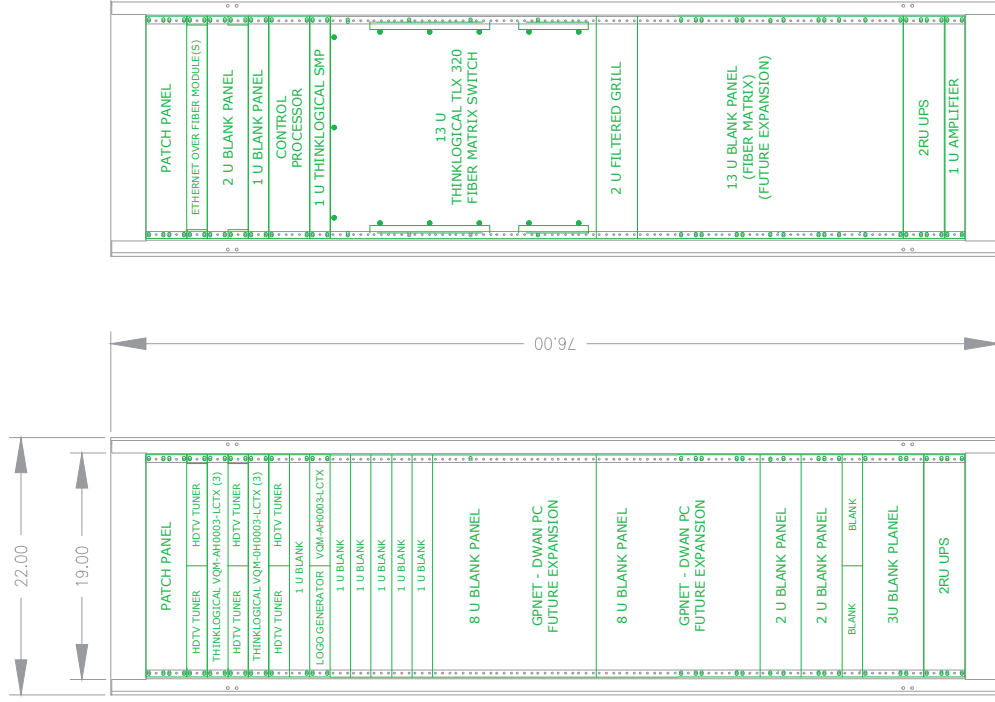 PATCH PANEL
ETHERNET OVER FIBER MODULE(S)
2 U BLANK PANEL
1 U BLANK PANEL
CONTROL
PROCESSOR
1 U THINKLOGICAL SMP
13 U
THINKLOGICAL TLX 320
FIBER MATRIX SWITCH
2 U FILTERED GRILL
13 U BLANK PANEL
(FIBER MATRIX)
(FUTURE EXPANSION)
2RU UPS
1 U AMPLIFIER
76.00
22.00
19.00
PATCH PANEL
HDTV TUNER HDTV TUNER
THINKLOGICAL VQM-AH0003-LCTX (3)
HDTV TUNER HDTV TUNER
THINKLOGICAL VQM-0H0003-LCTX (3)
HDTV TUNER HDTV TUNER
1 U BLANK
LOGO GENERATOR VQM-AH0003-LCTX
1 U BLANK
1 U BLANK
1 U BLANK
1 U BLANK
1 U BLANK
8 U BLANK PANEL
GPNET - DWAN PC
FUTURE EXPANSION
8 U BLANK PANEL
GPNET - DWAN PC
FUTURE EXPANSION
2 U BLANK PANEL
2 U BLANK PANEL
BLANK BLANK
3U BLANK PLANEL
2RU UPS